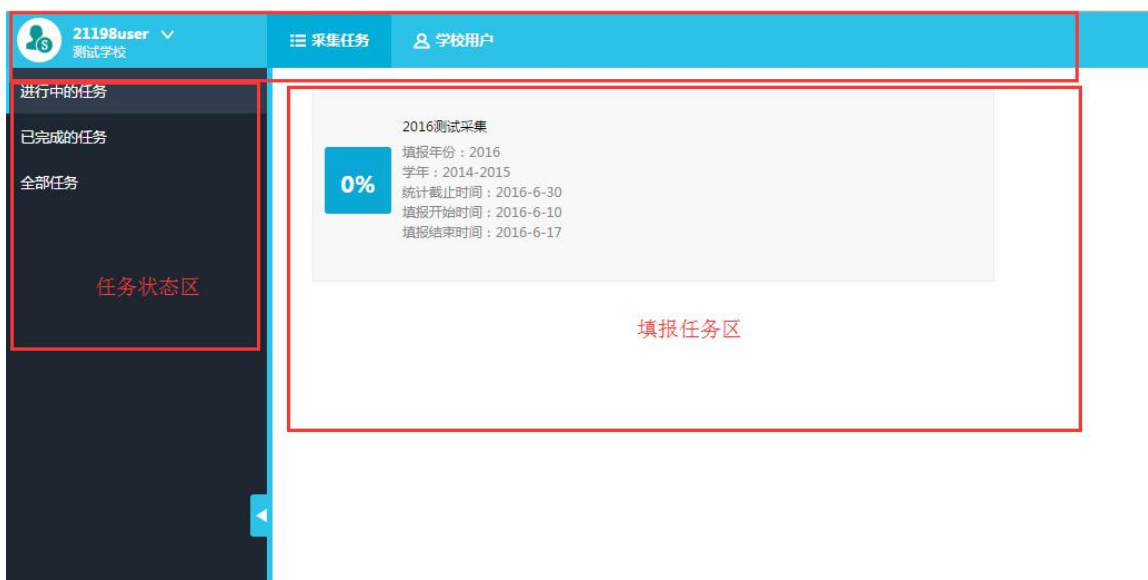 21198user
测试学校
采集任务
学校用户
进行中的任务
已完成的任务
全部任务
任务状态区
2016测试采集
填报年份：2016
学年：2014-2015
统计截止时间：2016-6-30
填报开始时间：2016-6-10
填报结束时间：2016-6-17
0%
填报任务区